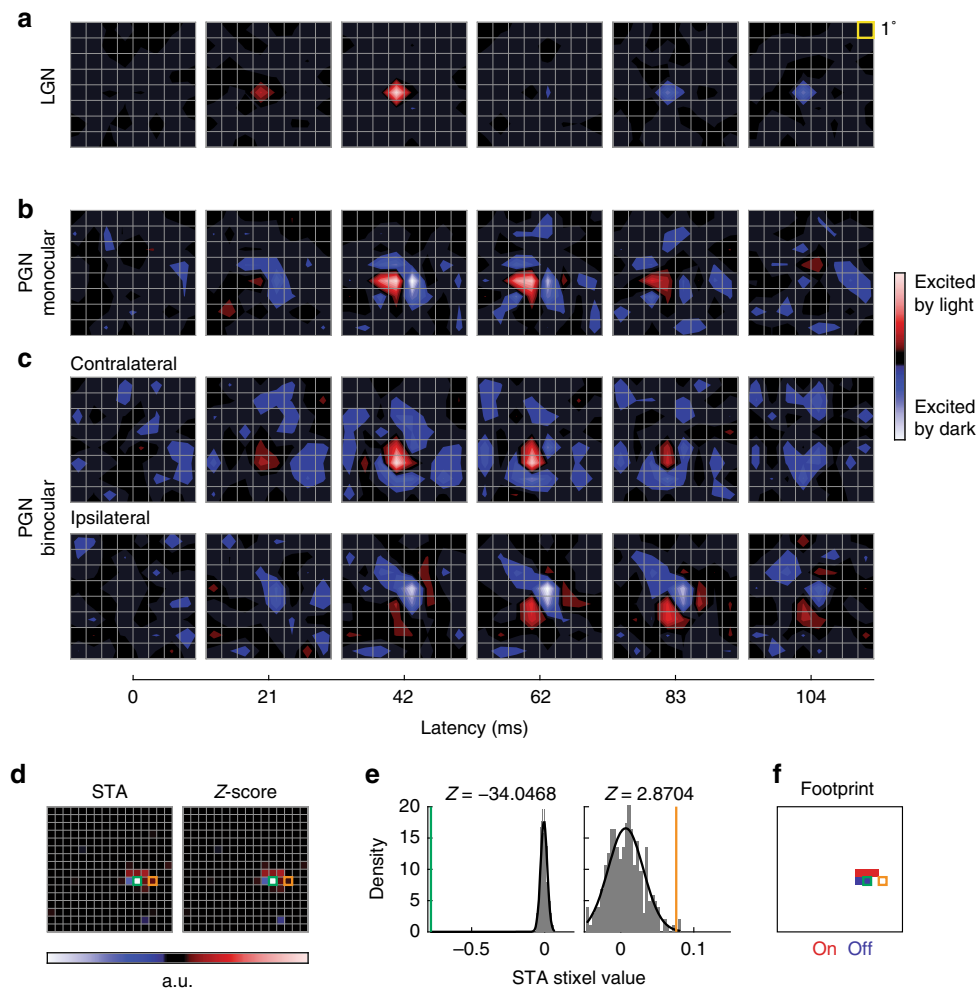 a
LGN
1°
b
PGN
monocular
Excited
by light
Excited
by dark
c
Contralateral
PGN
binocular
Ipsilateral
0 21 42 62 83 104
Latency (ms)
d
STA Z-score
a.u.
e
Z = −34.0468 Z = 2.8704
Density
20
15
10
5
0
−0.5 0 0 0.1
STA stixel value
f
Footprint
On Off